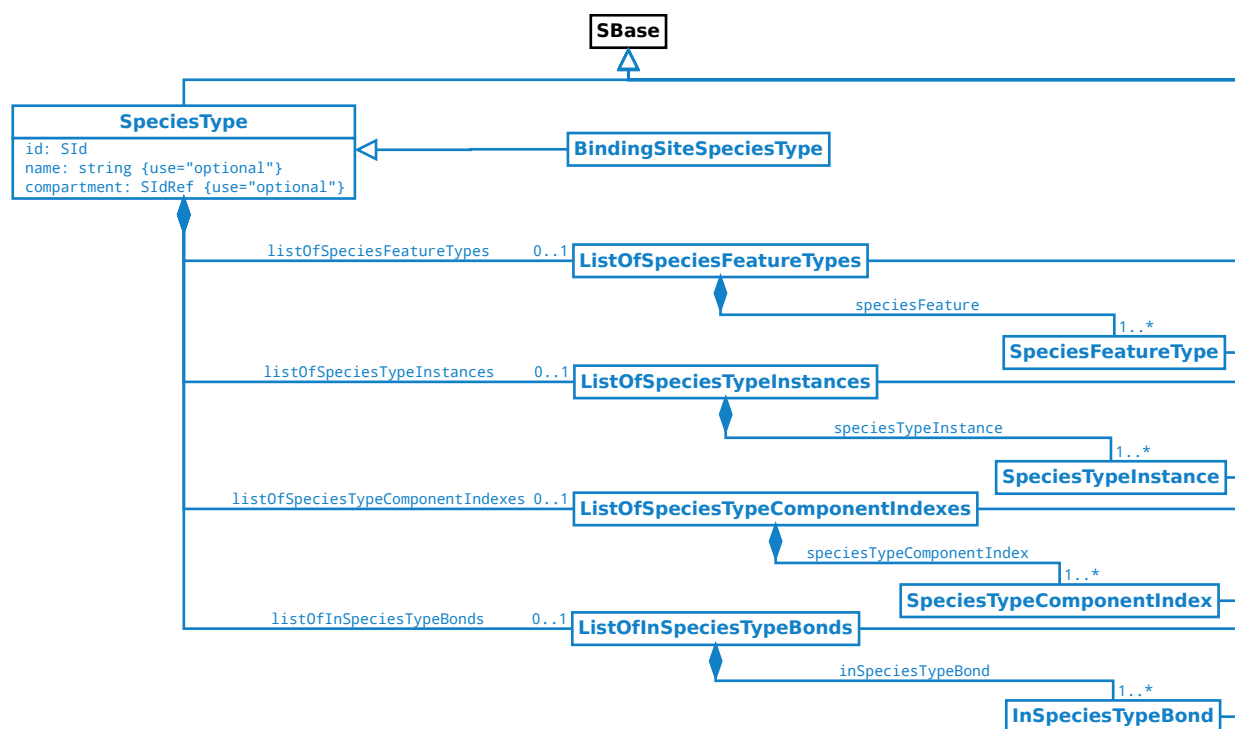 SBase
SpeciesType
id: SId
name: string {use="optional"}
compartment: SIdRef {use="optional"}
BindingSiteSpeciesType
listOfSpeciesFeatureTypes 0..1
ListOfSpeciesFeatureTypes
speciesFeature
1..*
SpeciesFeatureType
listOfSpeciesTypeInstances 0..1
ListOfSpeciesTypeInstances
speciesTypeInstance
1..*
SpeciesTypeInstance
listOfSpeciesTypeComponentIndexes 0..1
ListOfSpeciesTypeComponentIndexes
speciesTypeComponentIndex
1..*
SpeciesTypeComponentIndex
listOfInSpeciesTypeBonds 0..1
ListOfInSpeciesTypeBonds
inSpeciesTypeBond
1..*
InSpeciesTypeBond